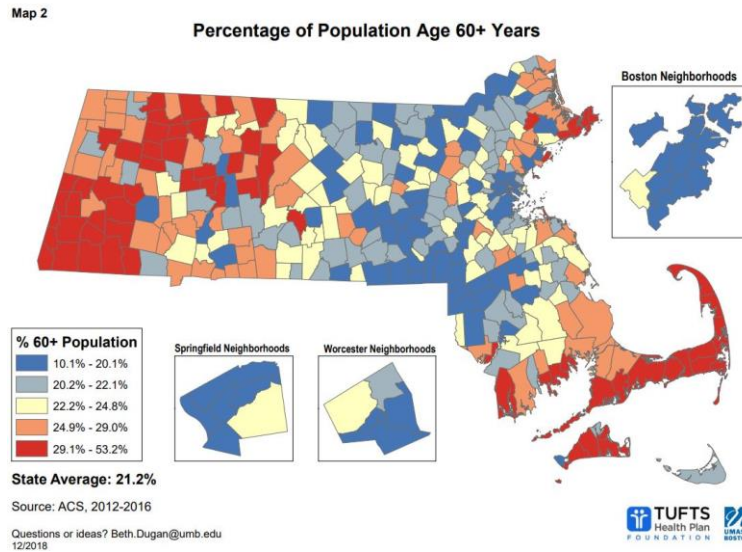 Map 2
Percentage of Population Age 60+ Years
Boston Neighborhoods
% 60+ Population
10.1% - 20.1%
20.2% - 22.1%
22.2% - 24.8%
24.9% - 29.0%
29.1% - 53.2%
Springfield Neighborhoods
Worcester Neighborhoods
State Average: 21.2%
Source: ACS, 2012-2016
Questions or ideas? Beth.Dugan@umb.edu
12/2018
TUFTS
Health Plan
FOUNDATION
UMAS
BOSTO